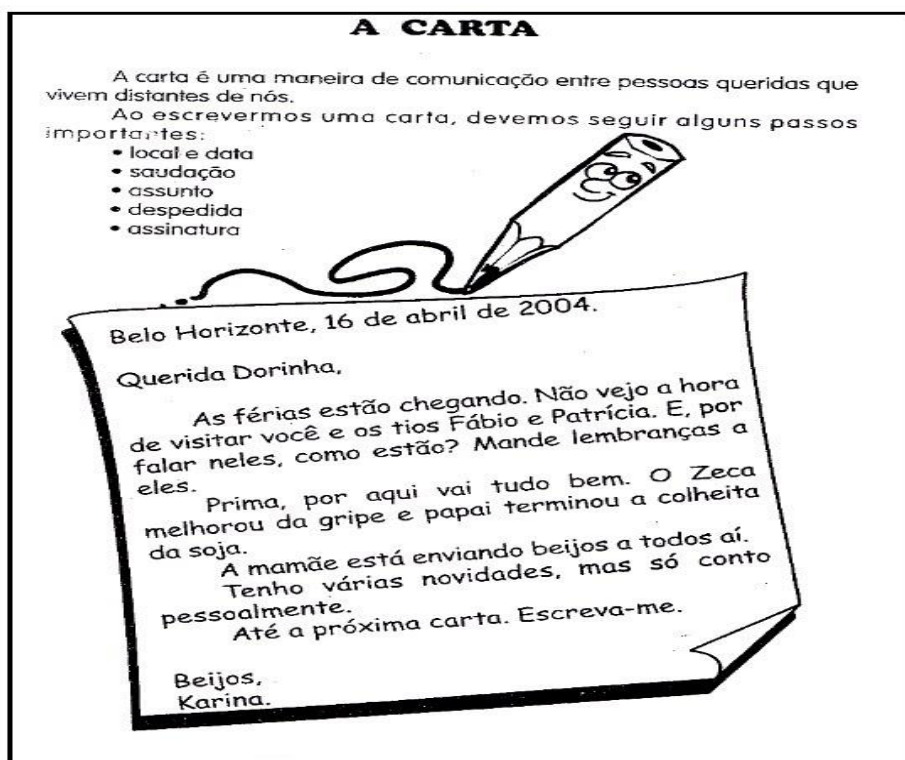 A CARTA
A carta é uma maneira de comunicação entre pessoas queridas que
vivem distantes de nós.
Ao escrevermos uma carta, devemos seguir alguns passos
importantes:
• local e data
• saudação
• assunto
• despedida
• assinatura
Belo Horizonte, 16 de abril de 2004.
Querida Dorinha,
As férias estão chegando. Não vejo a hora
de visitar você e os tios Fábio e Patrícia. E, por
falar neles, como estão? Mande lembranças a
eles.
Prima, por aqui vai tudo bem. O Zeca
melhorou da gripe e papai terminou a colheita
da soja.
A mamãe está enviando beijos a todos aí.
Tenho várias novidades, mas só conto
pessoalmente.
Até a próxima carta. Escreva-me.
Beijos,
Karina.